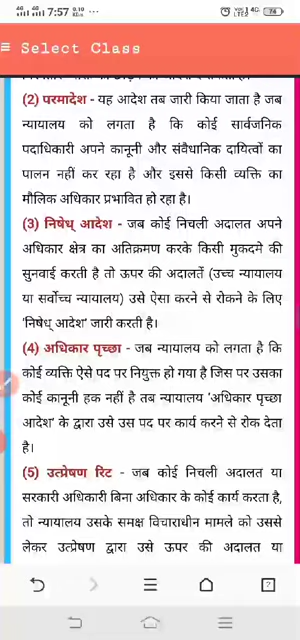 7:57
Select Class
(2) परमादेश - यह आदेश तब जारी किया जाता है जब
न्यायालय को लगता है कि कोई सार्वजनिक
पदाधिकारी अपने कानूनी और संवैधानिक दायित्वों का
पालन नहीं कर रहा है और इससे किसी व्यक्ति का
मौलिक अधिकार प्रभावित हो रहा है।
(3) निषेध् आदेश - जब कोई निचली अदालत अपने
अधिकार क्षेत्र का अतिक्रमण करके किसी मुकदमे की
सुनवाई करती है तो ऊपर की अदालतें (उच्च न्यायालय
या सर्वोच्च न्यायालय) उसे ऐसा करने से रोकने के लिए
'निषेध् आदेश' जारी करती है।
(4) अधिकार पृच्छा - जब न्यायालय को लगता है कि
कोई व्यक्ति ऐसे पद पर नियुक्त हो गया है जिस पर उसका
कोई कानूनी हक नहीं है तब न्यायालय 'अधिकार पृच्छा
आदेश' के द्वारा उसे उस पद पर कार्य करने से रोक देता
है।
(5) उत्प्रेषण रिट - जब कोई निचली अदालत या
सरकारी अधिकारी बिना अधिकार के कोई कार्य करता है,
तो न्यायालय उसके समक्ष विचाराधीन मामले को उससे
लेकर उत्प्रेषण द्वारा उसे ऊपर की अदालत या